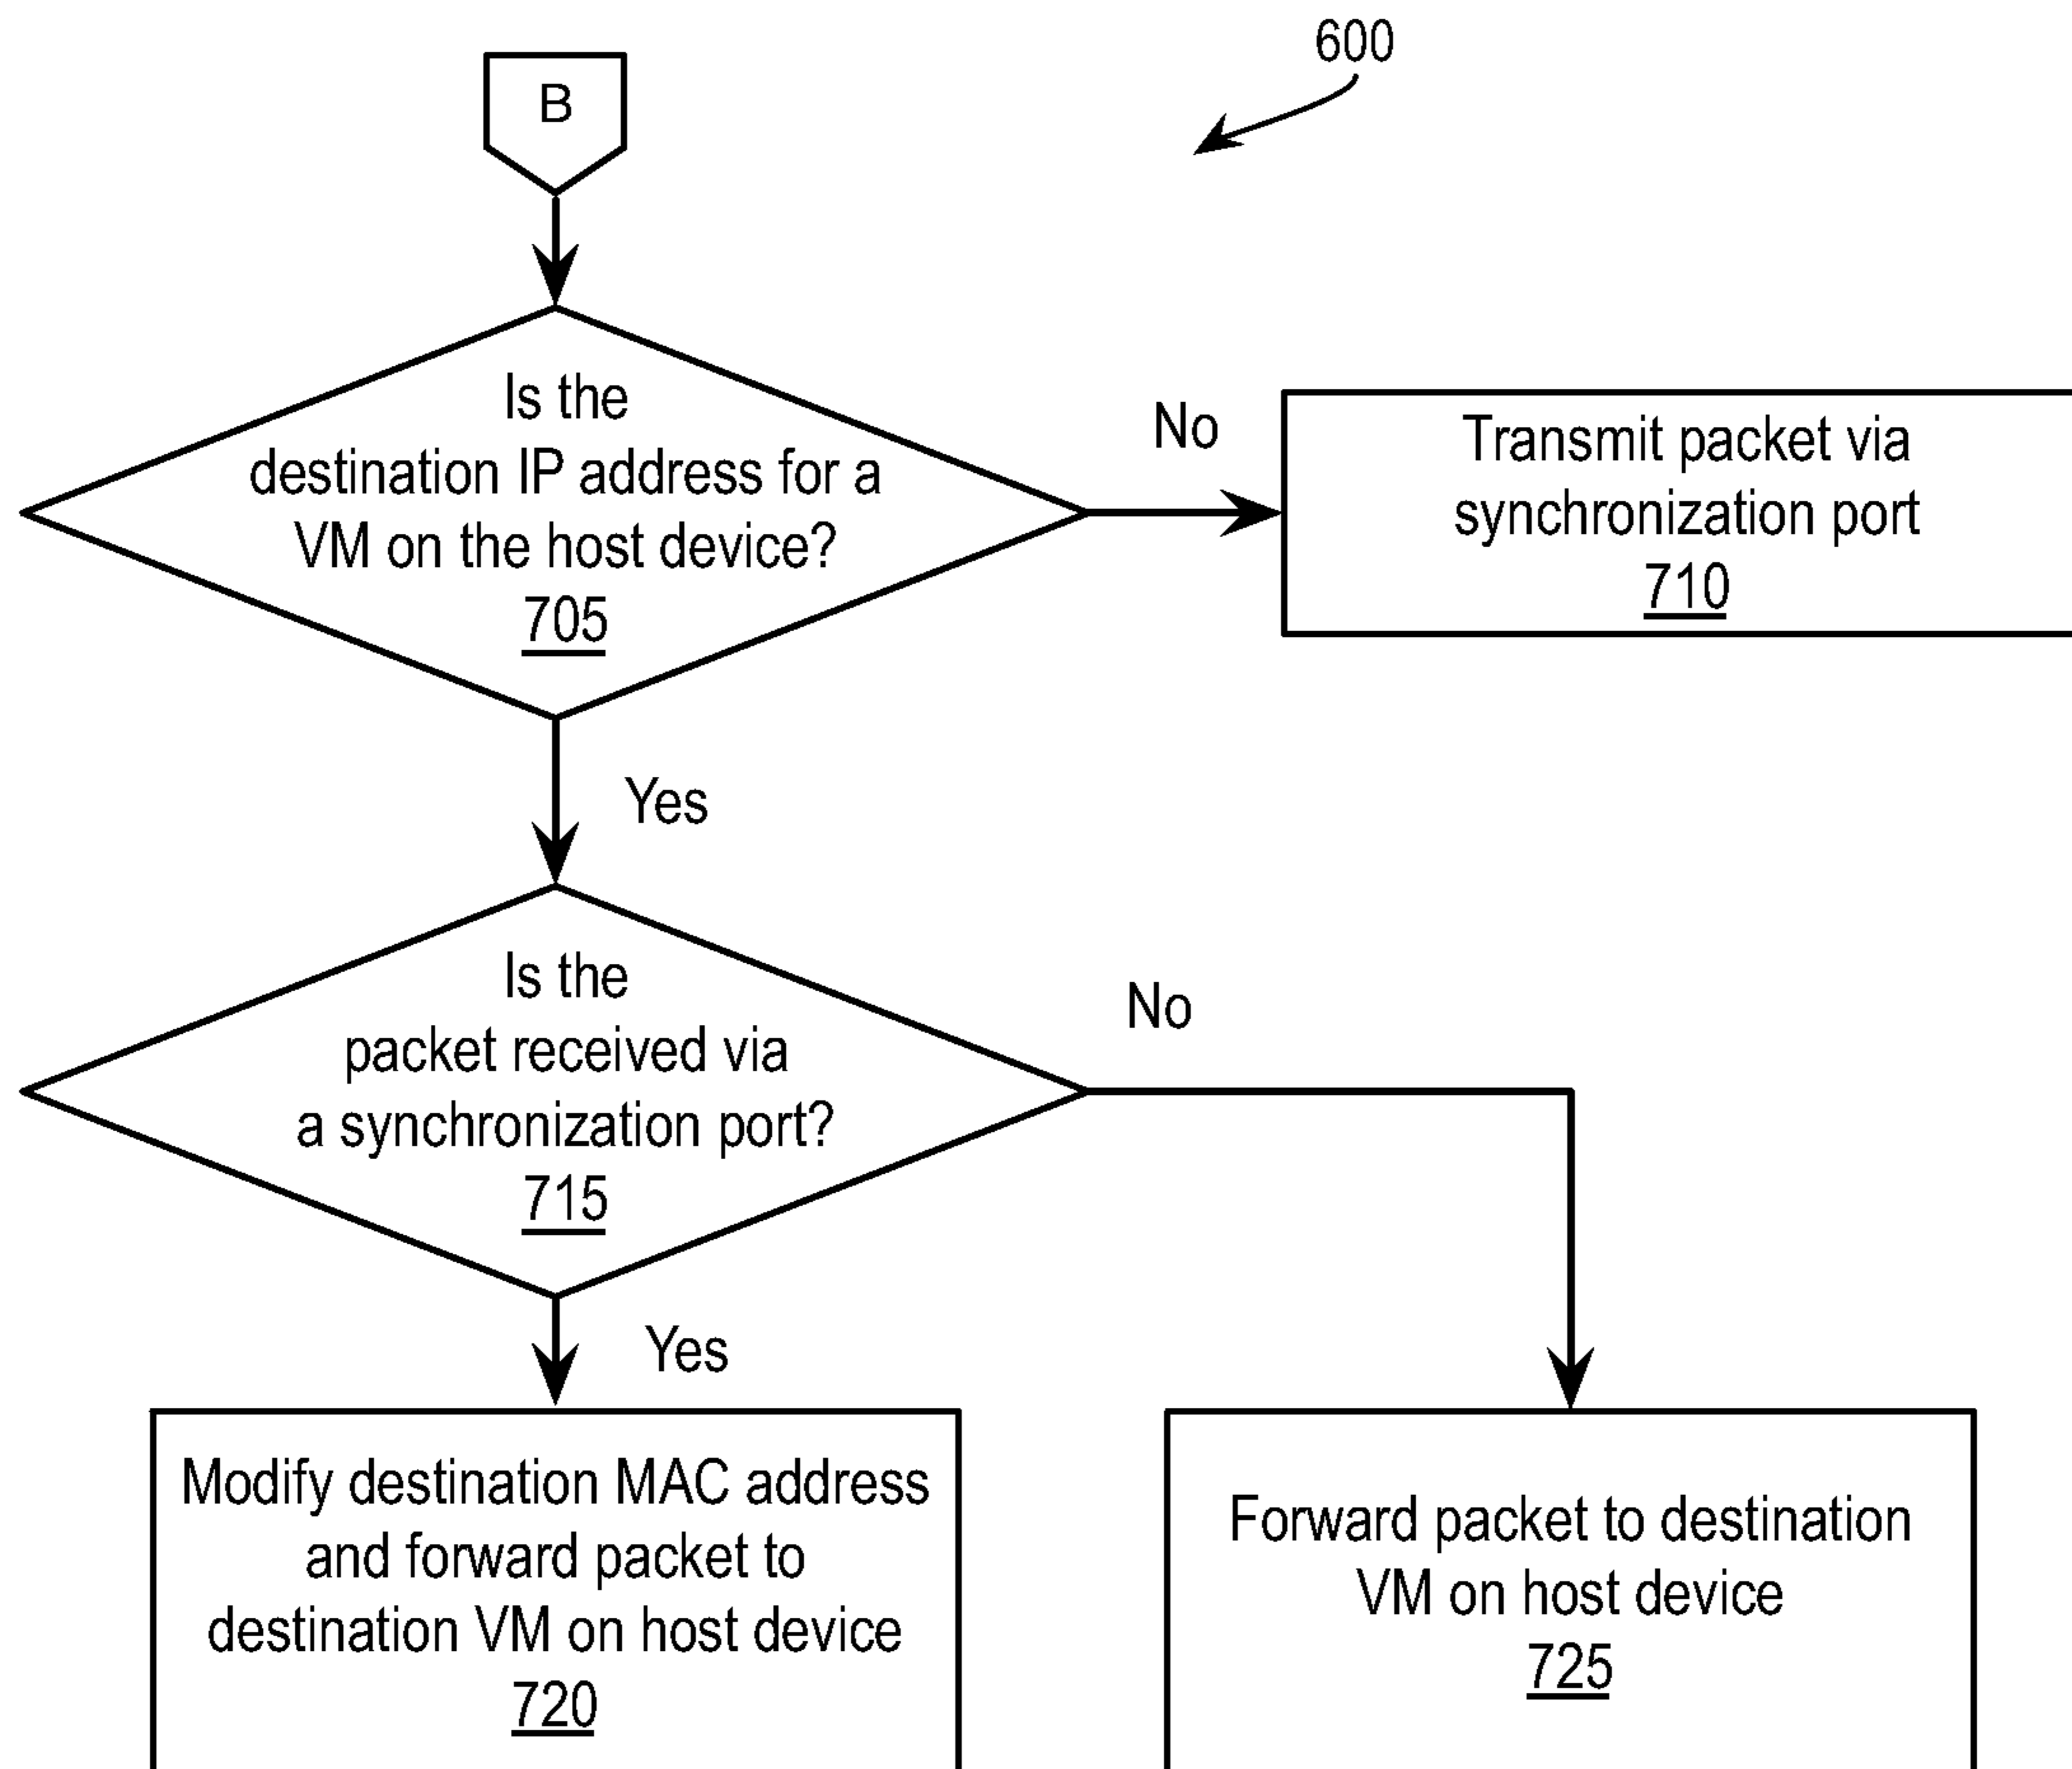 600
B
Is the
destination IP address for a
VM on the host device?
705
No
Transmit packet via
synchronization port
710
Yes
Is the
packet received via
a synchronization port?
715
No
Yes
Modify destination MAC address
and forward packet to
destination VM on host device
720
Forward packet to destination
VM on host device
725